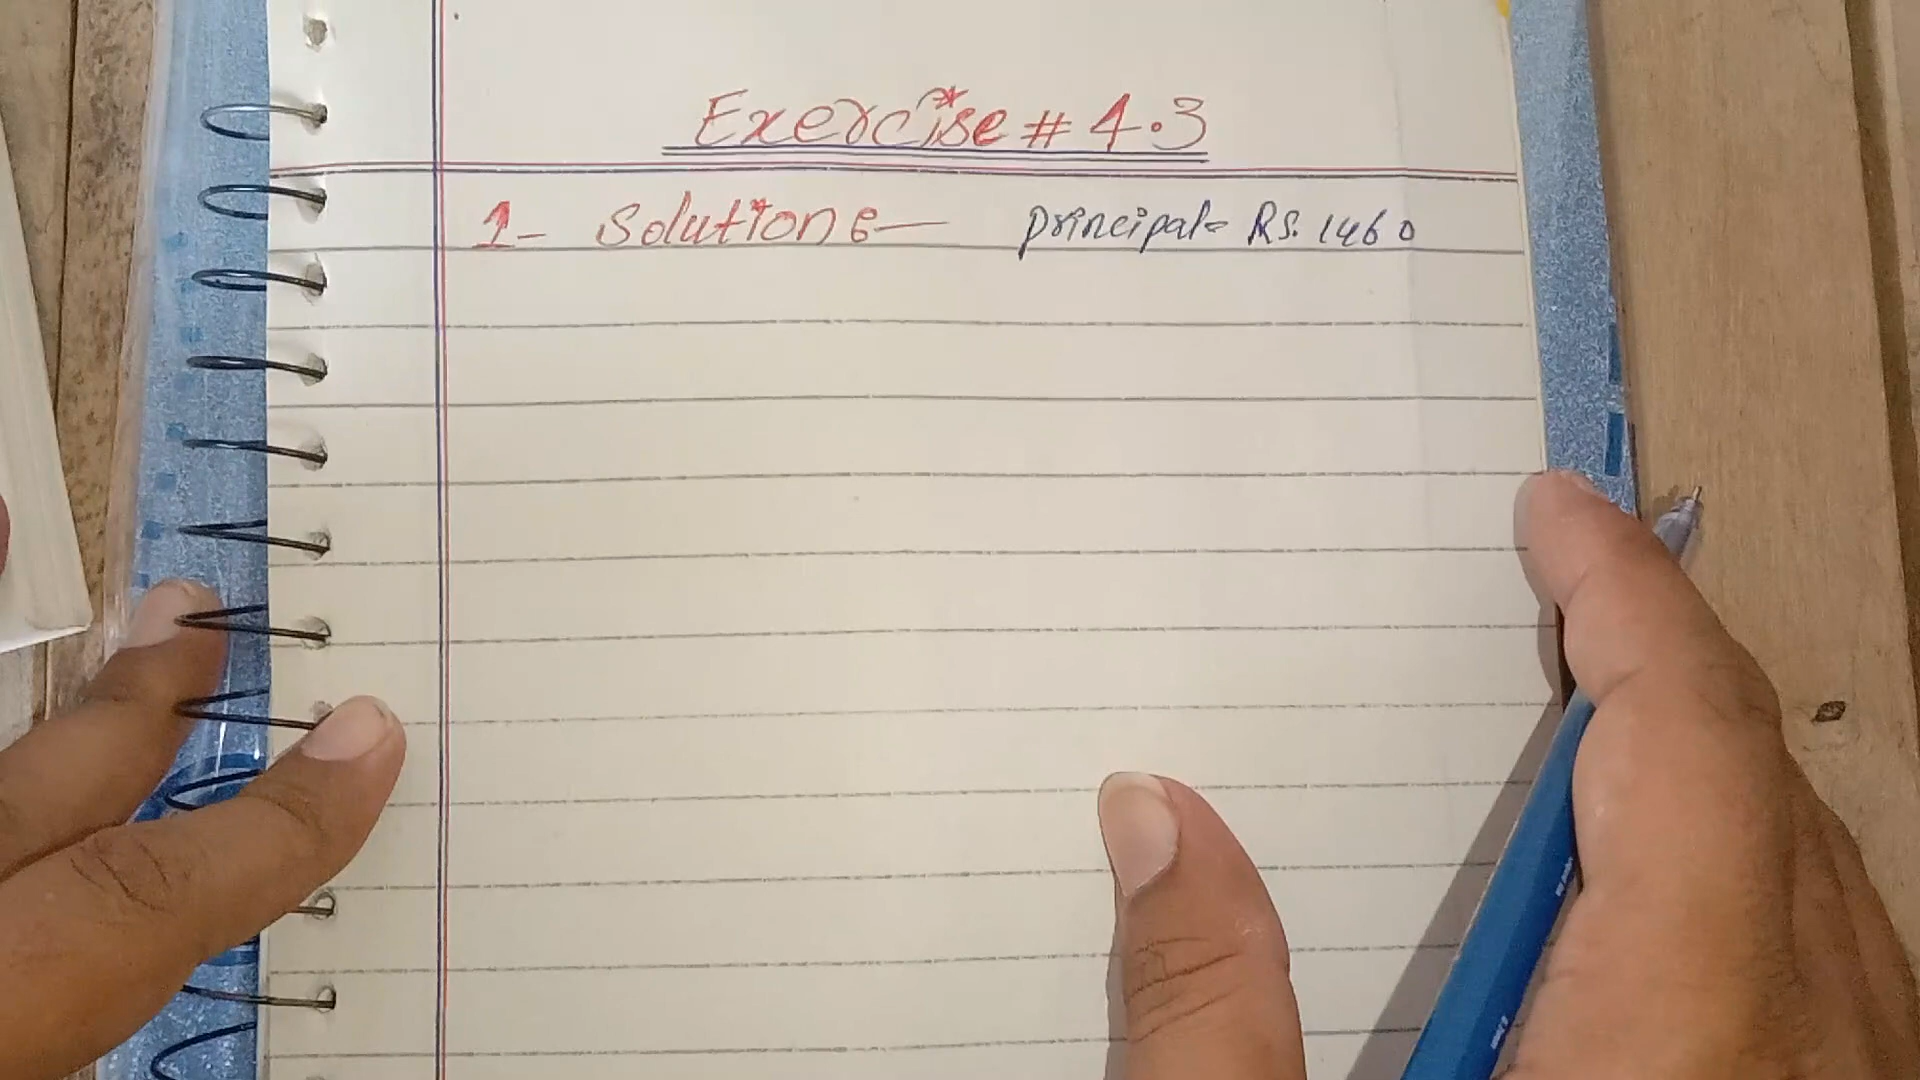 Exercise # 4.3
1- Solution :- principal = RS. 1460